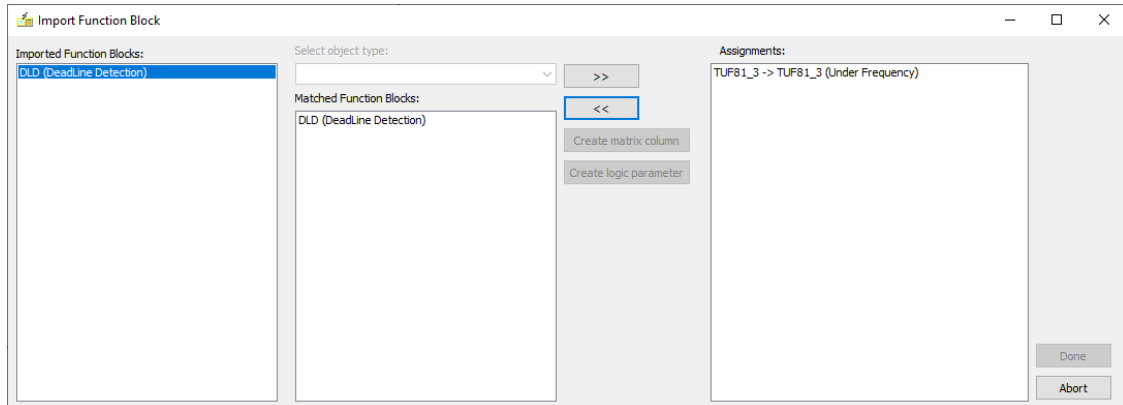 Import Function Block
Imported Function Blocks:
DLD (DeadLine Detection)
Select object type:
Matched Function Blocks:
DLD (DeadLine Detection)
>>
<<
Create matrix column
Create logic parameter
Assignments:
TUF81_3 -> TUF81_3 (Under Frequency)
Done
Abort